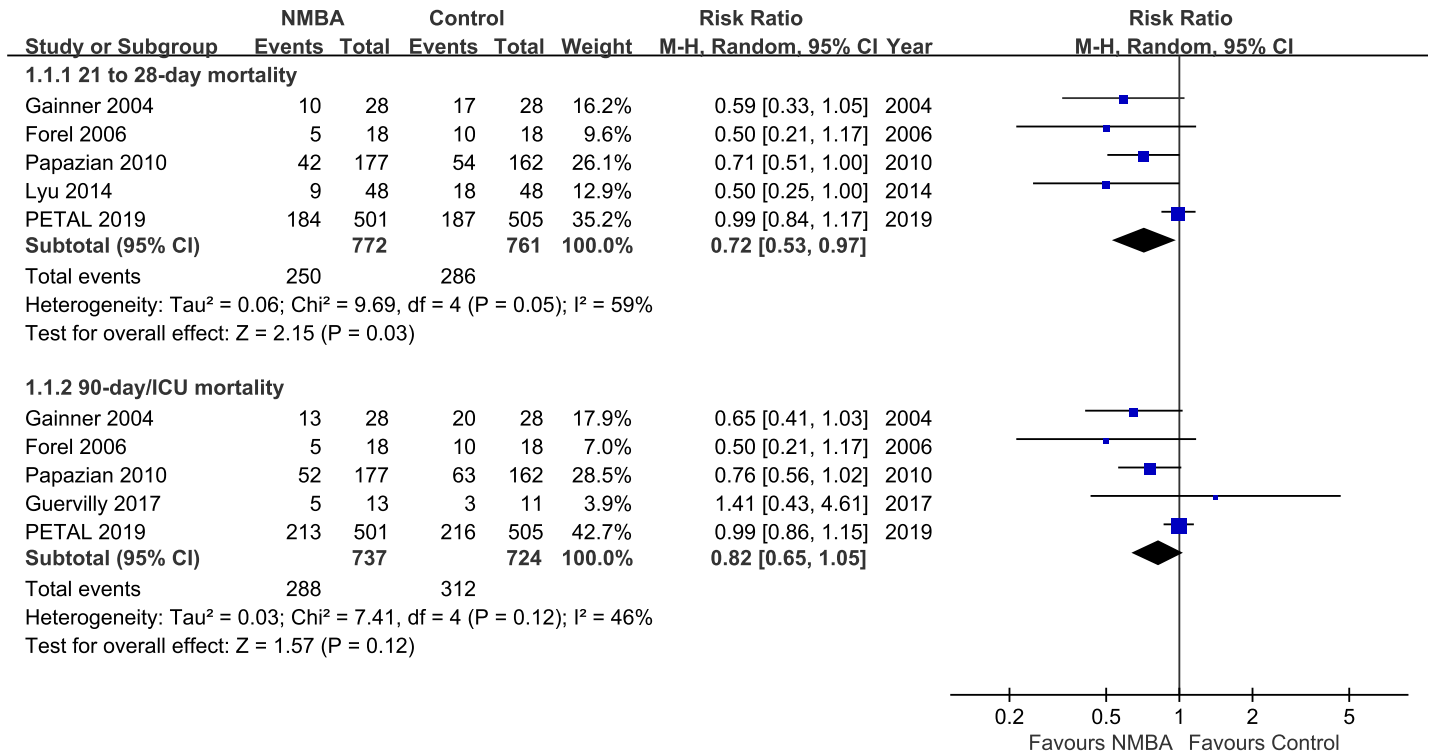 NMBA Control Risk Ratio Risk Ratio
Study or Subgroup Events Total Events Total Weight M-H, Random, 95% CI Year M-H, Random, 95% CI
1.1.1 21 to 28-day mortality
Gainner 2004 10 28 17 28 16.2% 0.59 [0.33, 1.05] 2004
Forel 2006 5 18 10 18 9.6% 0.50 [0.21, 1.17] 2006
Papazian 2010 42 177 54 162 26.1% 0.71 [0.51, 1.00] 2010
Lyu 2014 9 48 18 48 12.9% 0.50 [0.25, 1.00] 2014
PETAL 2019 184 501 187 505 35.2% 0.99 [0.84, 1.17] 2019
Subtotal (95% CI) 772 761 100.0% 0.72 [0.53, 0.97]
Total events 250 286
Heterogeneity: Tau² = 0.06; Chi² = 9.69, df = 4 (P = 0.05); I² = 59%
Test for overall effect: Z = 2.15 (P = 0.03)
1.1.2 90-day/ICU mortality
Gainner 2004 13 28 20 28 17.9% 0.65 [0.41, 1.03] 2004
Forel 2006 5 18 10 18 7.0% 0.50 [0.21, 1.17] 2006
Papazian 2010 52 177 63 162 28.5% 0.76 [0.56, 1.02] 2010
Guervilly 2017 5 13 3 11 3.9% 1.41 [0.43, 4.61] 2017
PETAL 2019 213 501 216 505 42.7% 0.99 [0.86, 1.15] 2019
Subtotal (95% CI) 737 724 100.0% 0.82 [0.65, 1.05]
Total events 288 312
Heterogeneity: Tau² = 0.03; Chi² = 7.41, df = 4 (P = 0.12); I² = 46%
Test for overall effect: Z = 1.57 (P = 0.12)
0.2 0.5 1 2 5
Favours NMBA Favours Control